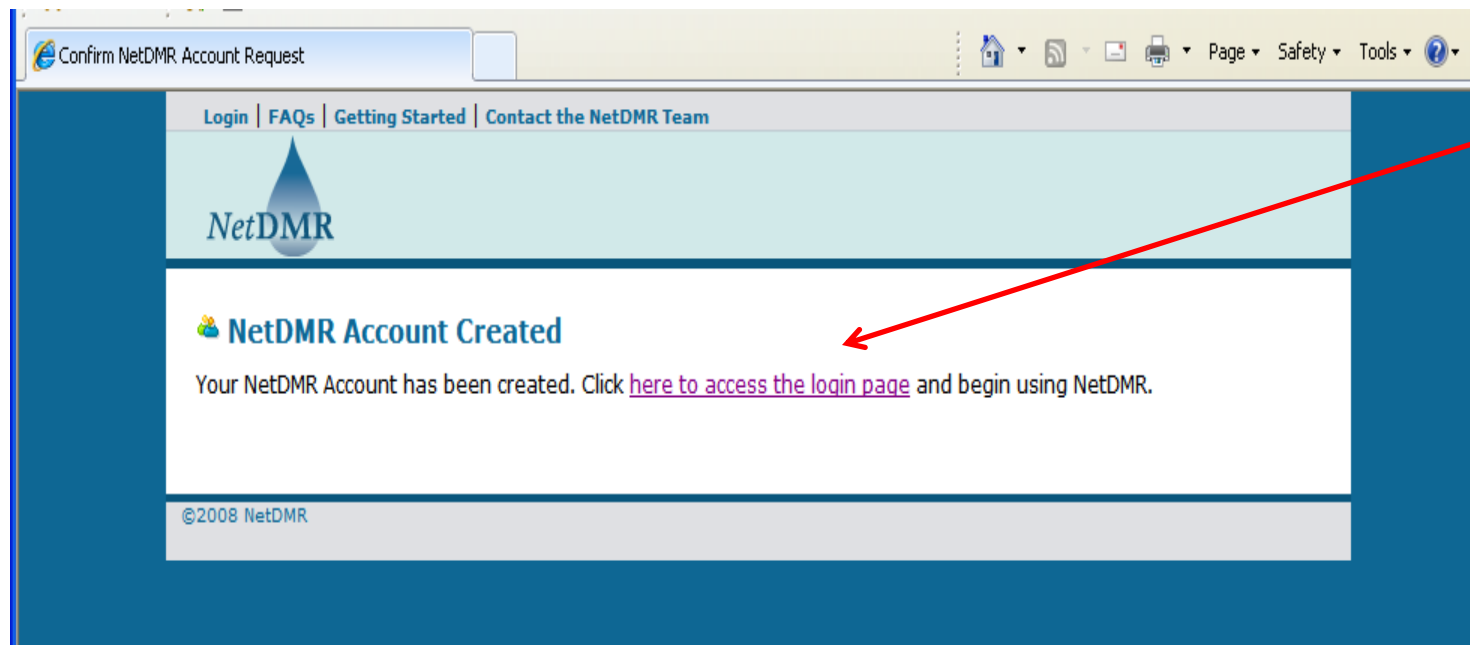 Confirm NetDMR Account Request
Page Safety Tools
Login | FAQs | Getting Started | Contact the NetDMR Team
NetDMR
NetDMR Account Created
Your NetDMR Account has been created. Click here to access the login page and begin using NetDMR.
©2008 NetDMR